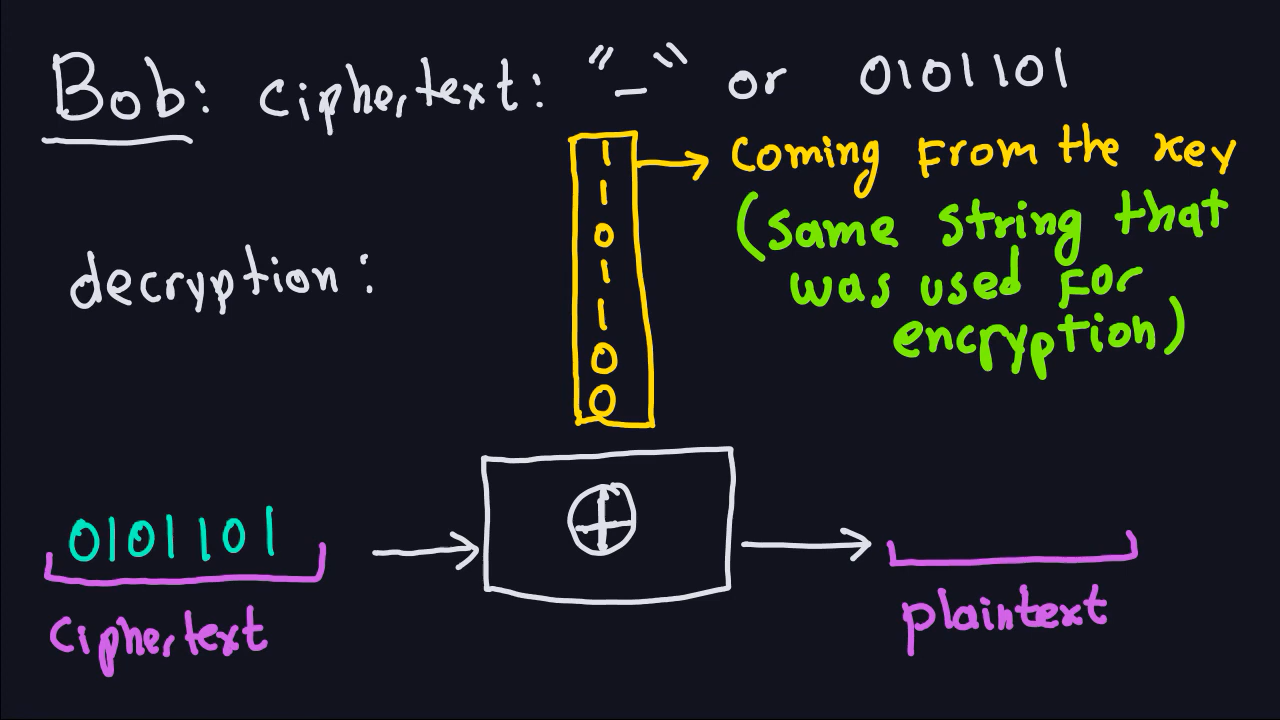 Bob: ciphertext: "-" or 0101101
1
1
0
1
1
0
0
Coming From the key
(same string that
was used For
encryption)
decryption:
0101101
⊕
ciphertext
plaintext